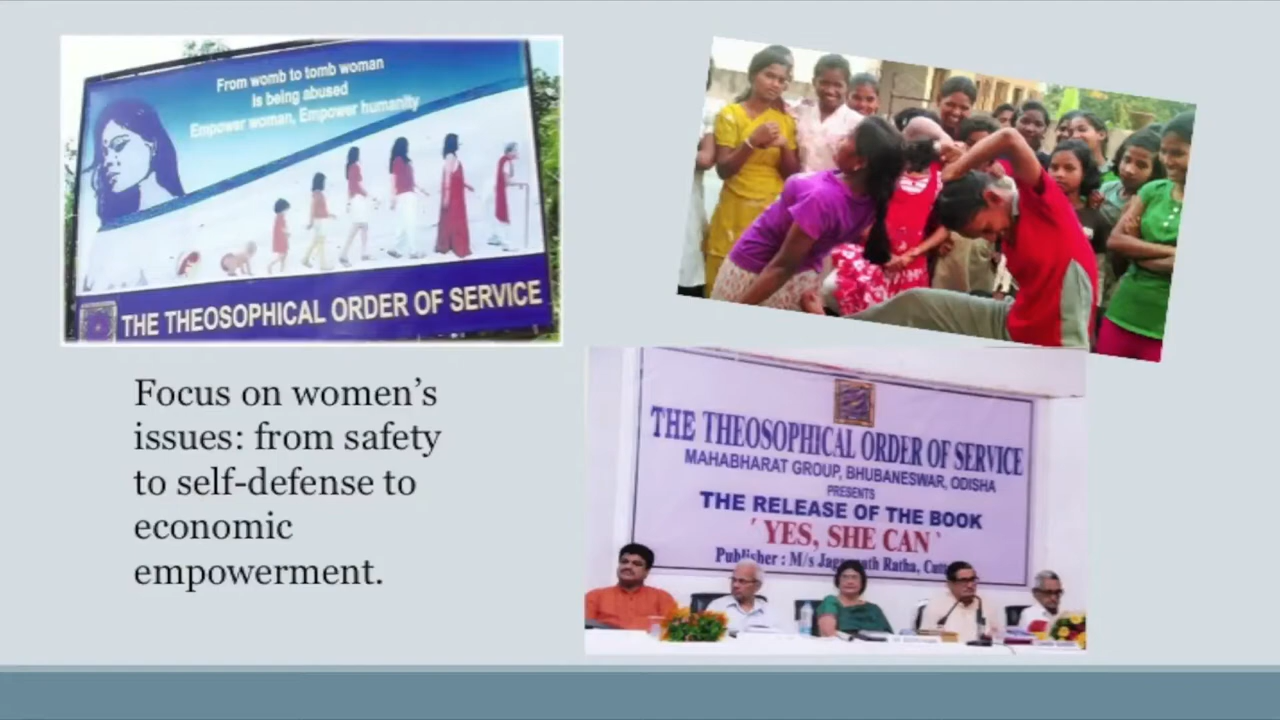 From womb to tomb woman
is being abused
Empower woman, Empower humanity
THE THEOSOPHICAL ORDER OF SERVICE
Focus on women’s
issues: from safety
to self-defense to
economic
empowerment.
THE THEOSOPHICAL ORDER OF SERVICE
MAHABHARAT GROUP, BHUBANESWAR, ODISHA
PRESENTS
THE RELEASE OF THE BOOK
' YES, SHE CAN '
Publisher : M/s Ratha,